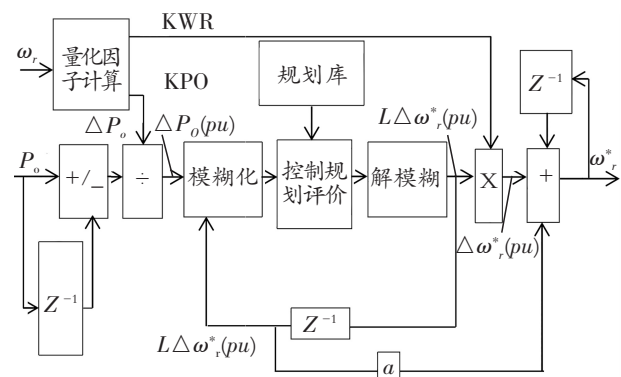 KWR
ω_r
量化因
子计算
KPO
规划库
Z⁻¹
△P_o
△P_O(pu)
L△ω*_r(pu)
P_o
+/_
÷
模糊化
控制规
划评价
解模糊
X
+
ω*_r
△ω*_r(pu)
Z⁻¹
Z⁻¹
L△ω*_r(pu)
a